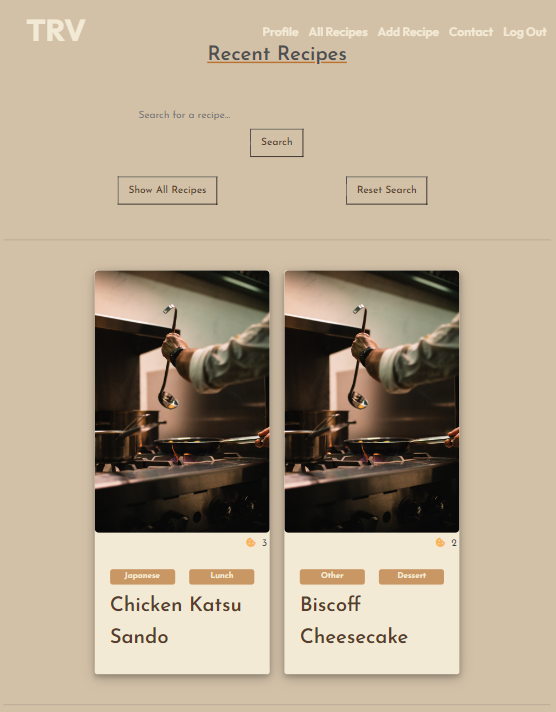 TRV
Profile All Recipes Add Recipe Contact Log Out
Recent Recipes
Search for a recipe...
Search
Show All Recipes Reset Search
3
Japanese Lunch
Chicken Katsu
Sando
2
Other Dessert
Biscoff
Cheesecake